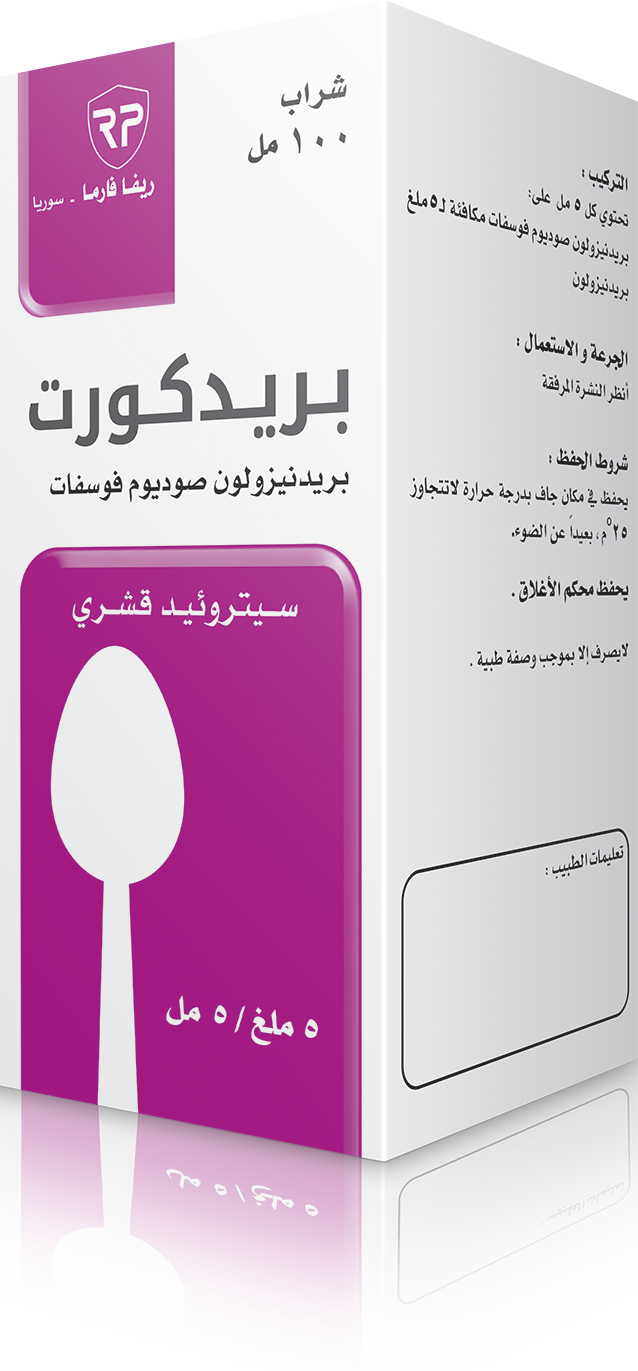 RP
ريفا فارما - سوريا
شراب
١٠٠ مل
بريدكورت
بريدنيزولون صوديوم فوسفات
سيتروئيد قشري
٥ ملغ / ٥ مل
التركيب :
تحتوي كل ٥ مل على:
بريدنيزولون صوديوم فوسفات مكافئة لـ ٥ ملغ
بريدنيزولون
الجرعة و الاستعمال :
أنظر النشرة المرفقة
شروط الحفظ :
يحفظ في مكان جاف بدرجة حرارة لاتتجاوز
٢٥°م ، بعيداً عن الضوء.
يحفظ محكم الأغلاق .
لايصرف إلا بموجب وصفة طبية .
تعليمات الطبيب :